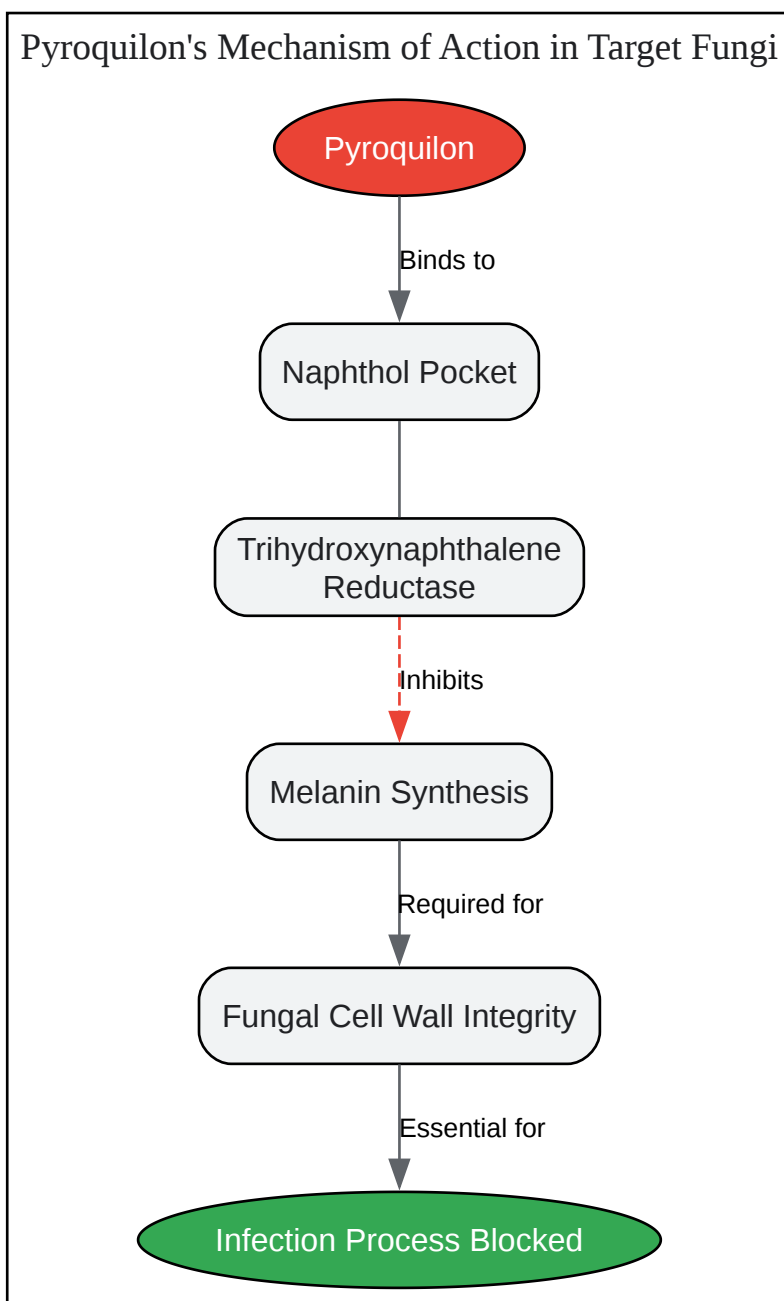 Pyroquilon's Mechanism of Action in Target Fungi
Pyroquilon
Binds to
Naphthol Pocket
Trihydroxynaphthalene
Reductase
Inhibits
Melanin Synthesis
Required for
Fungal Cell Wall Integrity
Essential for
Infection Process Blocked